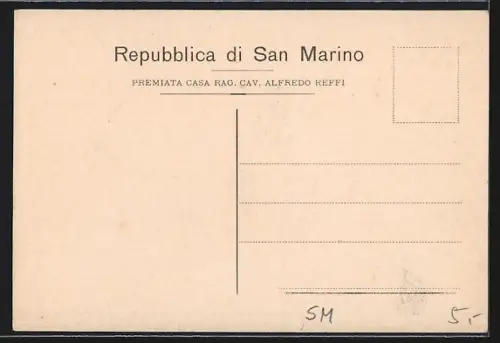 Repubblica di San Marino
PREMIATA CASA RAG. CAV. ALFREDO REFFI
SM 5,-